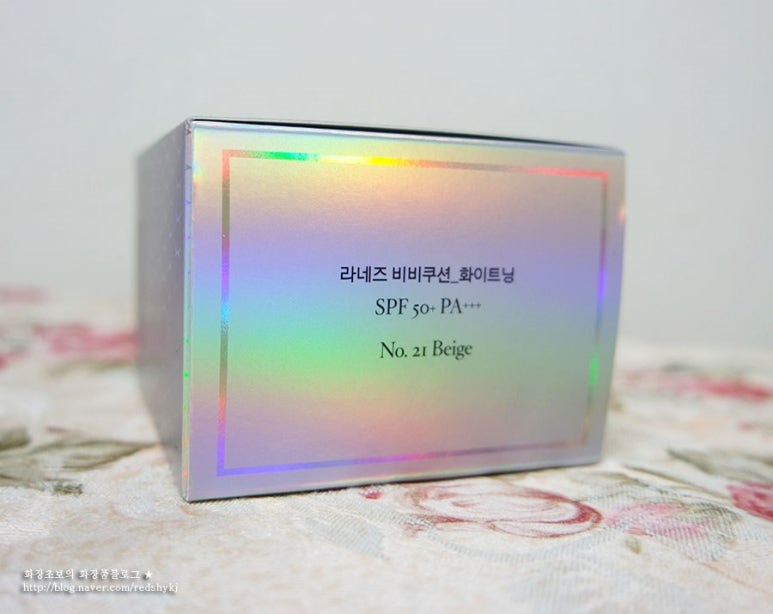 라네즈 비비쿠션_화이트닝
SPF 50+ PA+++
No. 21 Beige
화장초보의 화장품블로그 ★
http://blog.naver.com/redshykj